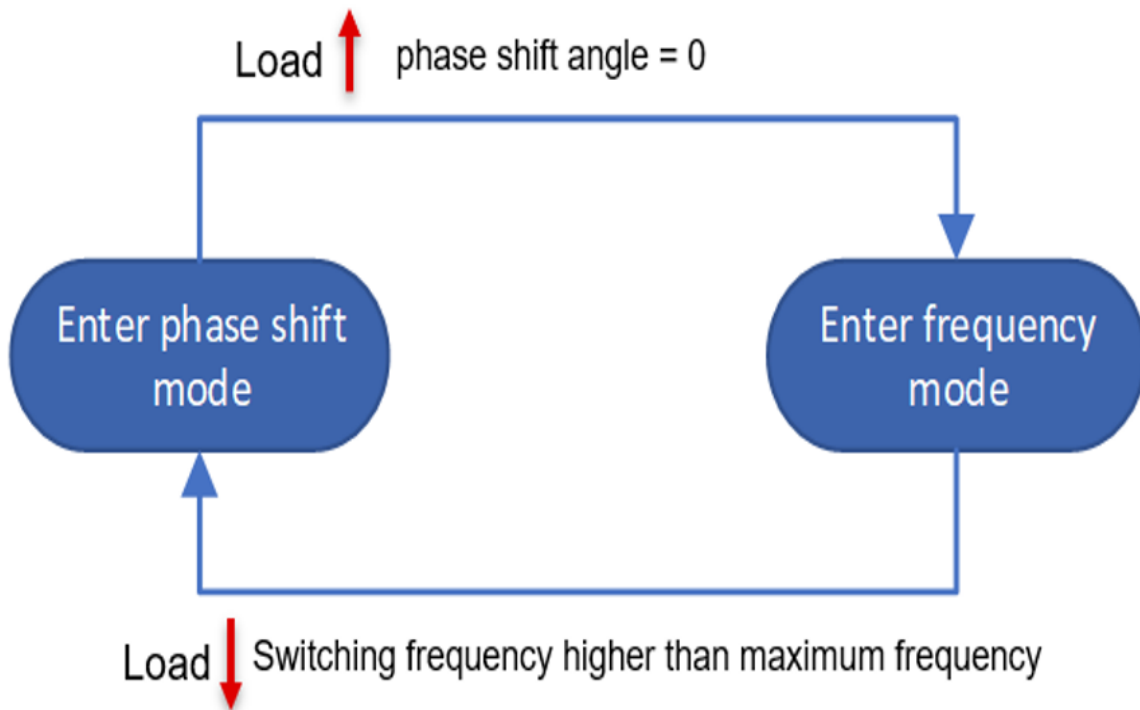 Load phase shift angle = 0
Enter phase shift
mode
Enter frequency
mode
Load Switching frequency higher than maximum frequency